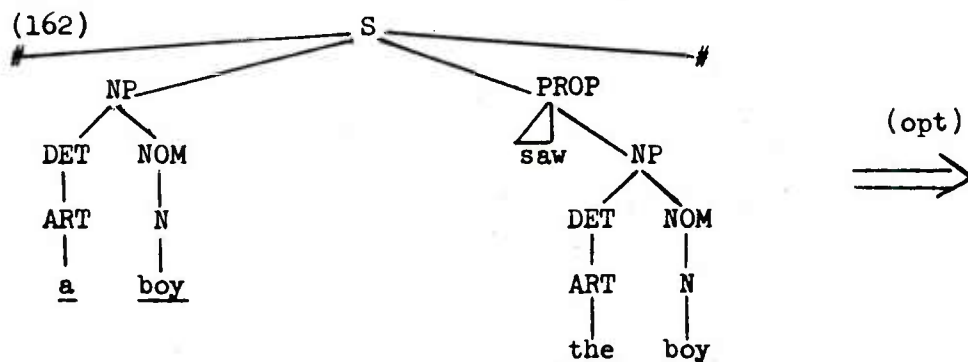 (162)
S
# #
NP PROP
(opt)
DET NOM saw NP
ART N DET NOM
a boy ART N
the boy